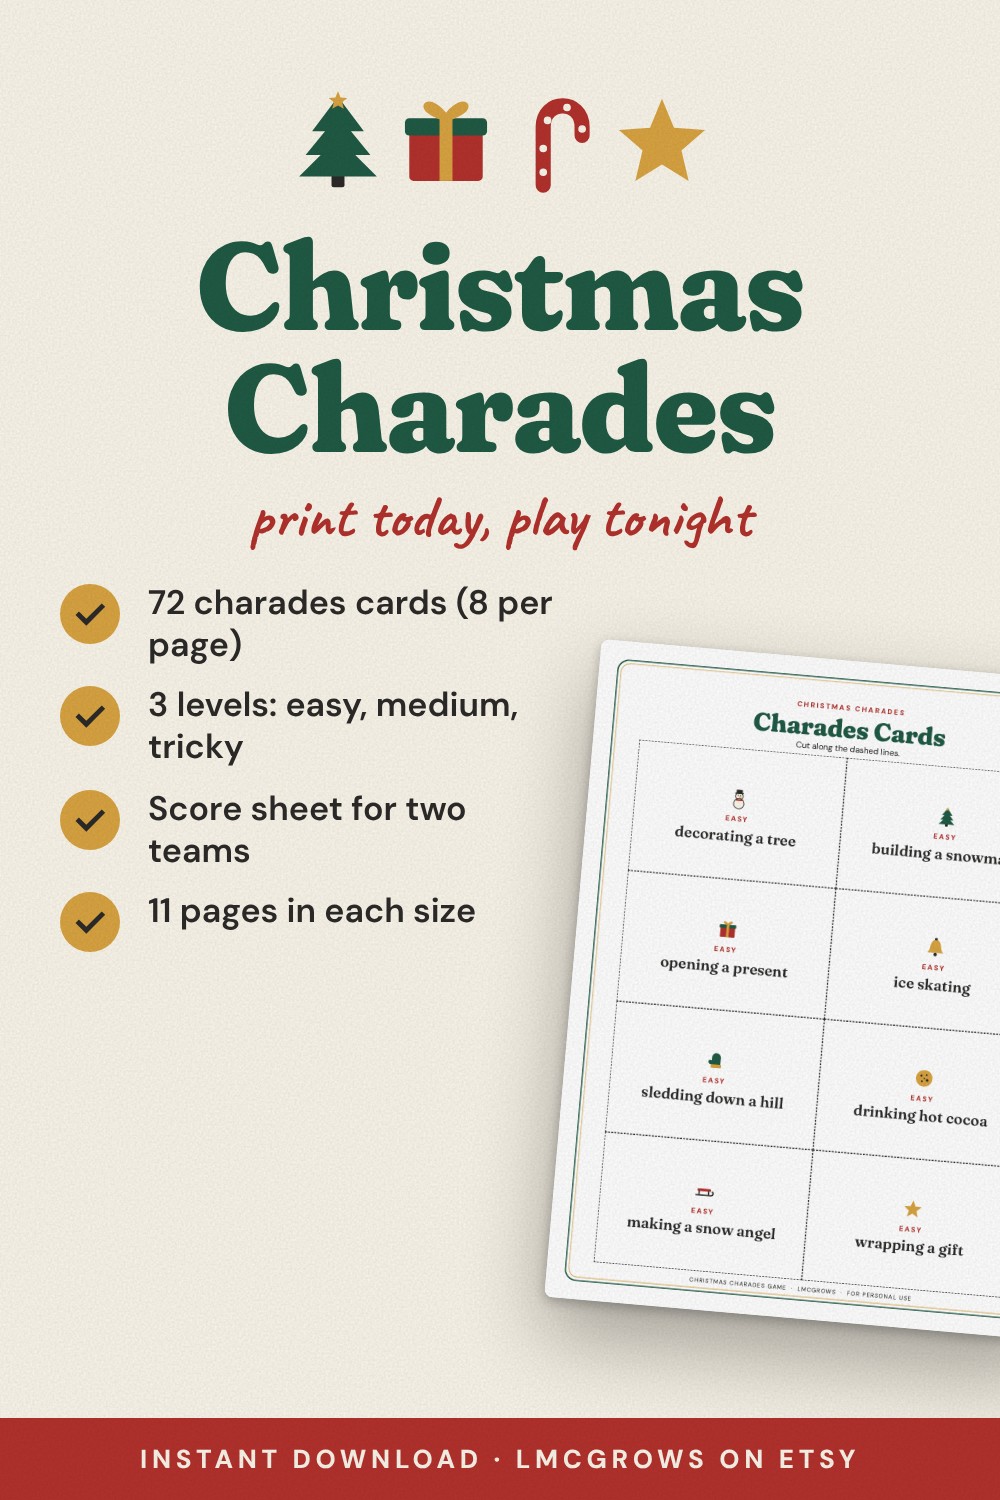 Christmas
Charades
print today, play tonight
72 charades cards (8 per
page)
3 levels: easy, medium,
tricky
Score sheet for two
teams
11 pages in each size
CHRISTMAS CHARADES
Charades Cards
Cut along the dashed lines.
EASY
decorating a tree
EASY
building a
EASY
opening a present
EASY
ice skating
EASY
sledding down a hill
EASY
drinking hot cocoa
EASY
making a snow angel
EASY
wrapping a gift
CHRISTMAS CHARADES GAME · LMCGROWS · FOR PERSONAL USE
INSTANT DOWNLOAD · LMCGROWS ON ETSY